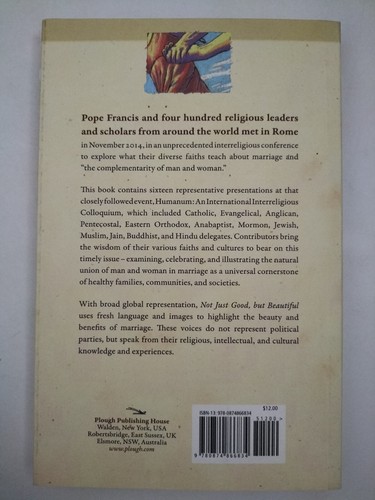 Pope Francis and four hundred religious leaders
and scholars from around the world met in Rome
in November 2014, in an unprecedented interreligious conference
to explore what their diverse faiths teach about marriage and
“the complementarity of man and woman.”
This book contains sixteen representative presentations at that
closely followed event, Humanum: An International Interreligious
Colloquium, which included Catholic, Evangelical, Anglican,
Pentecostal, Eastern Orthodox, Anabaptist, Mormon, Jewish,
Muslim, Jain, Buddhist, and Hindu delegates. Contributors bring
the wisdom of their various faiths and cultures to bear on this
timely issue – examining, celebrating, and illustrating the natural
union of man and woman in marriage as a universal cornerstone
of healthy families, communities, and societies.
With broad global representation, Not Just Good, but Beautiful
uses fresh language and images to highlight the beauty and
benefits of marriage. These voices do not represent political
parties, but speak from their religious, intellectual, and cultural
knowledge and experiences.
Plough Publishing House
Walden, New York, USA
Robertsbridge, East Sussex, UK
Elsmore, NSW, Australia
www.plough.com
$12.00
ISBN 13 978-0874866834
51200>
9 780874 866834